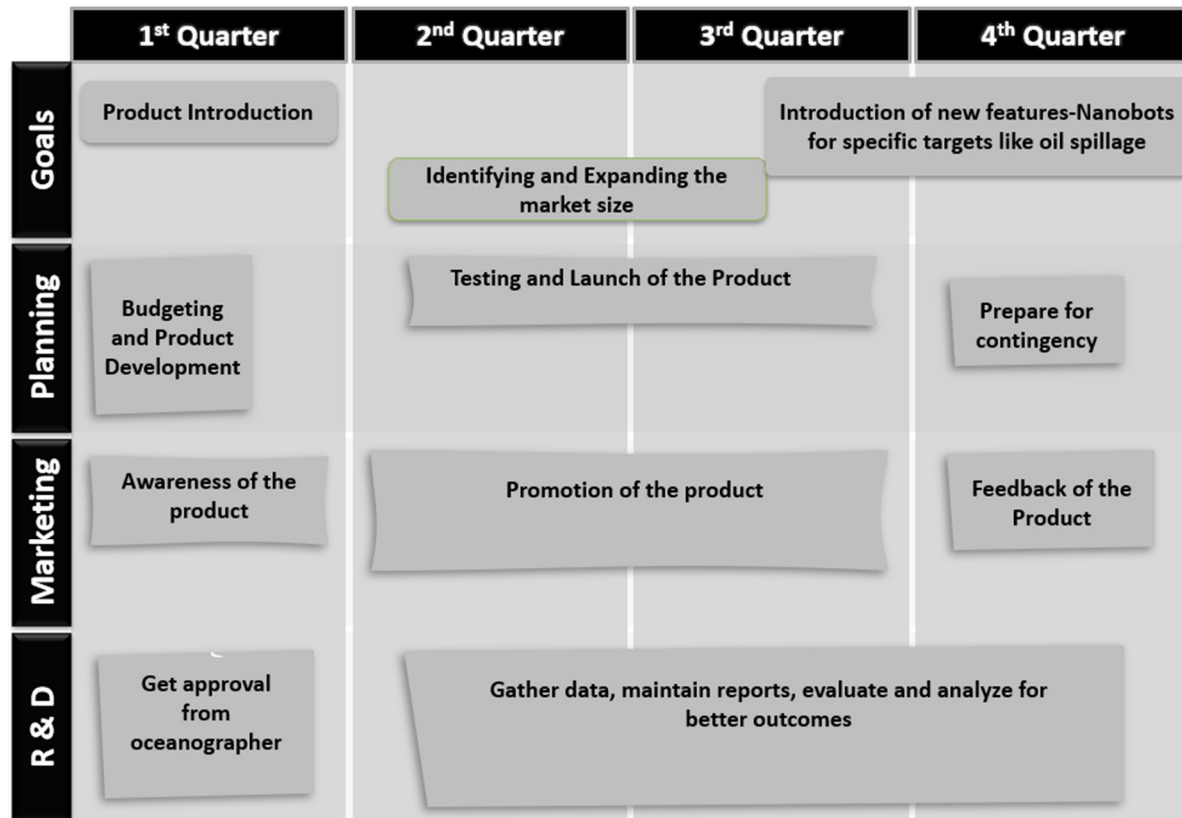 1st Quarter
2nd Quarter
3rd Quarter
4th Quarter
Goals
Product Introduction
Identifying and Expanding the
market size
Introduction of new features-Nanobots
for specific targets like oil spillage
Planning
Budgeting
and Product
Development
Testing and Launch of the Product
Prepare for
contingency
Marketing
Awareness of the
product
Promotion of the product
Feedback of the
Product
R & D
Get approval
from
oceanographer
Gather data, maintain reports, evaluate and analyze for
better outcomes